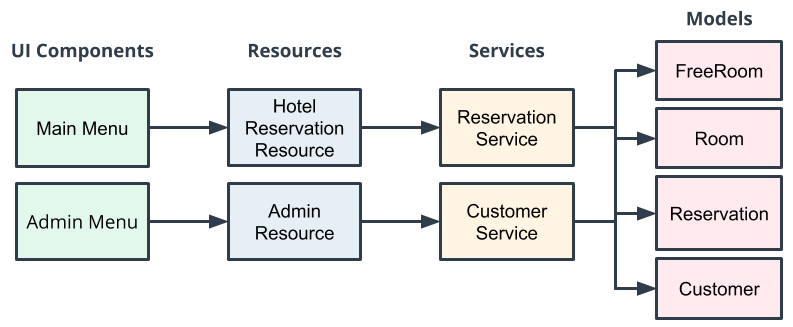 Models
UI Components
Resources
Services
FreeRoom
Main Menu
Hotel
Reservation
Resource
Reservation
Service
Room
Admin Menu
Admin
Resource
Customer
Service
Reservation
Customer